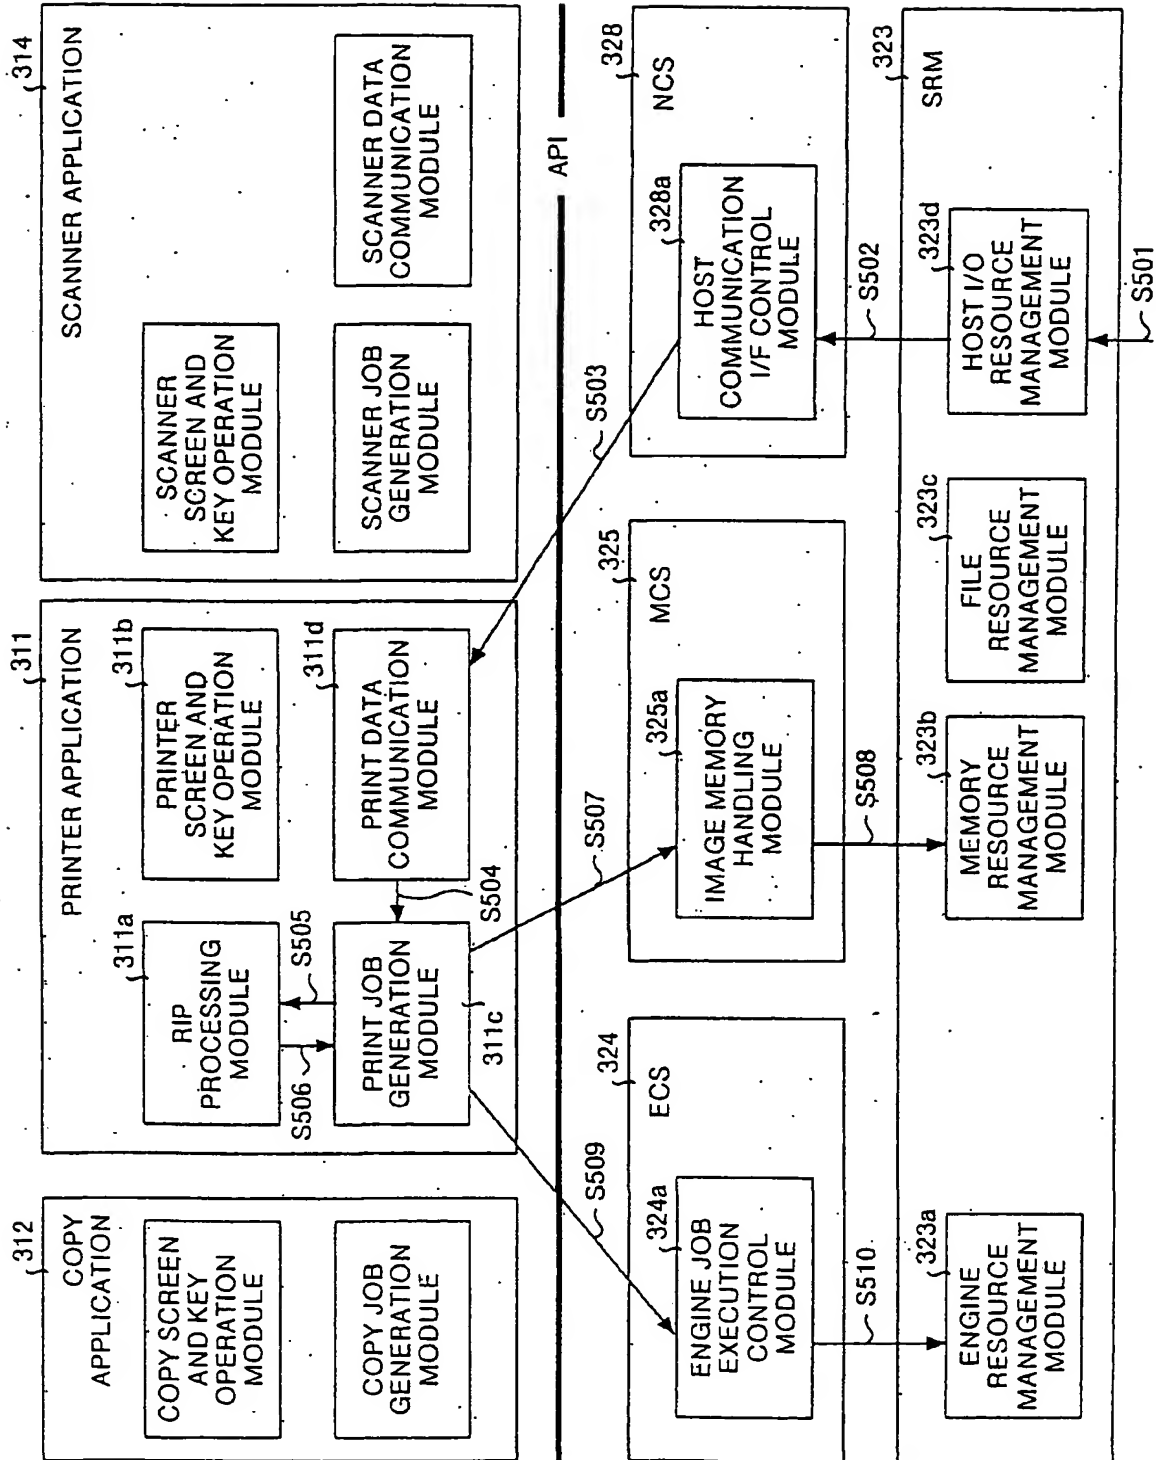 312
COPY
APPLICATION
COPY SCREEN
AND KEY
OPERATION
MODULE
COPY JOB
GENERATION
MODULE
311
PRINTER APPLICATION
311a
RIP
PROCESSING
MODULE
311b
PRINTER
SCREEN AND
KEY OPERATION
MODULE
S506
S505
PRINT JOB
GENERATION
MODULE
311c
S504
311d
PRINT DATA
COMMUNICATION
MODULE
314
SCANNER APPLICATION
SCANNER
SCREEN AND
KEY OPERATION
MODULE
SCANNER JOB
GENERATION
MODULE
SCANNER DATA
COMMUNICATION
MODULE
API
S509
S507
S503
324
ECS
324a
ENGINE JOB
EXECUTION
CONTROL
MODULE
325
MCS
325a
IMAGE MEMORY
HANDLING
MODULE
328
NCS
328a
HOST
COMMUNICATION
I/F CONTROL
MODULE
S510
S508
S502
323
SRM
323a
ENGINE
RESOURCE
MANAGEMENT
MODULE
323b
MEMORY
RESOURCE
MANAGEMENT
MODULE
323c
FILE
RESOURCE
MANAGEMENT
MODULE
323d
HOST I/O
RESOURCE
MANAGEMENT
MODULE
S501